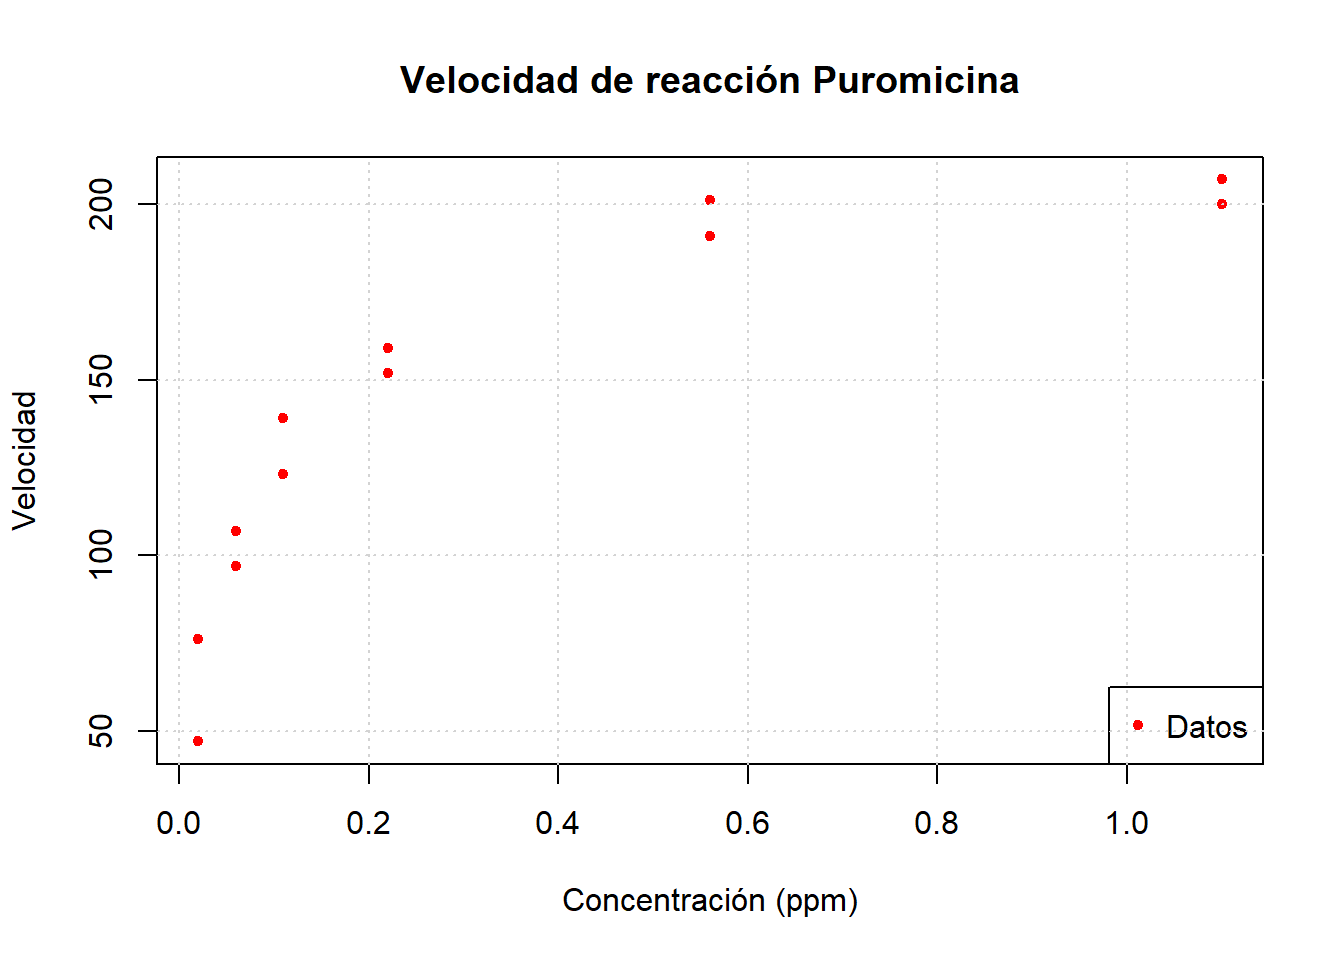 Velocidad de reacción Puromicina
Velocidad
200
150
100
50
Datos
0.0 0.2 0.4 0.6 0.8 1.0
Concentración (ppm)